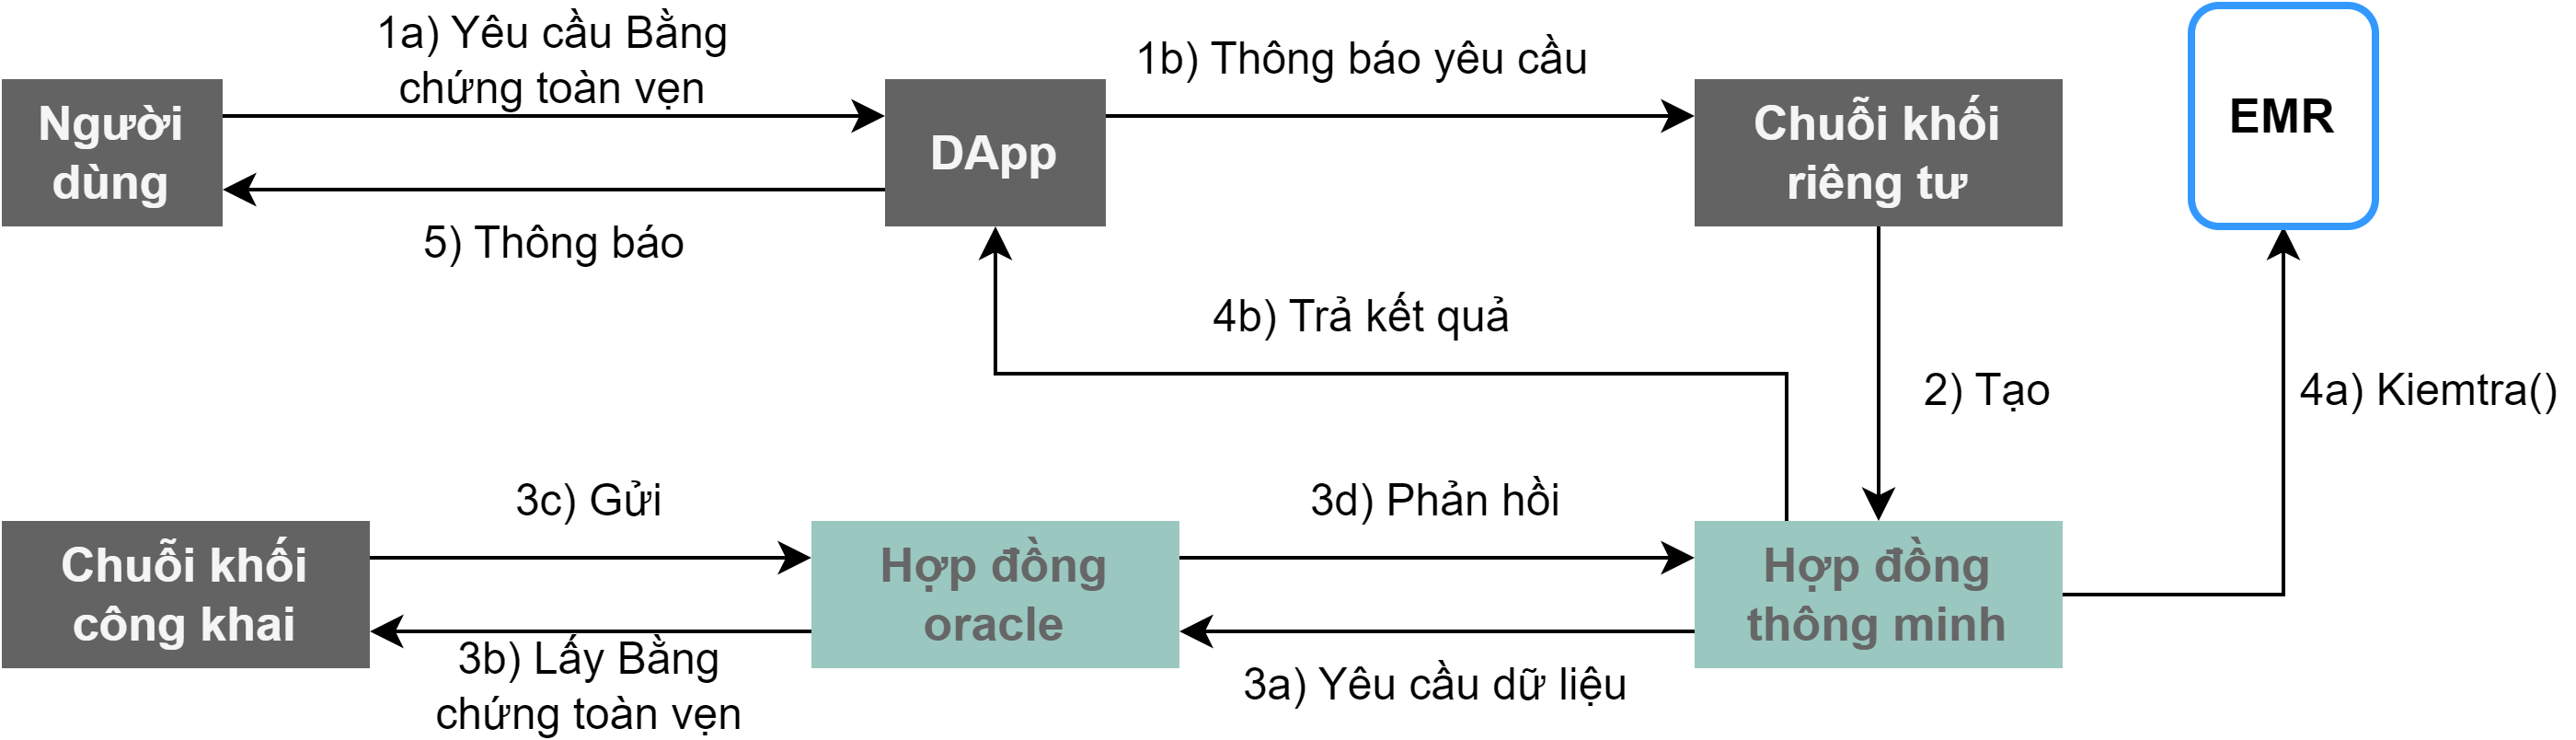 1a) Yêu cầu Bằng
chứng toàn vẹn
1b) Thông báo yêu cầu
Người
dùng
DApp
Chuỗi khối
riêng tư
EMR
5) Thông báo
4b) Trả kết quả
2) Tạo
4a) Kiemtra()
3c) Gửi
3d) Phản hồi
Chuỗi khối
công khai
Hợp đồng
oracle
Hợp đồng
thông minh
3b) Lấy Bằng
chứng toàn vẹn
3a) Yêu cầu dữ liệu